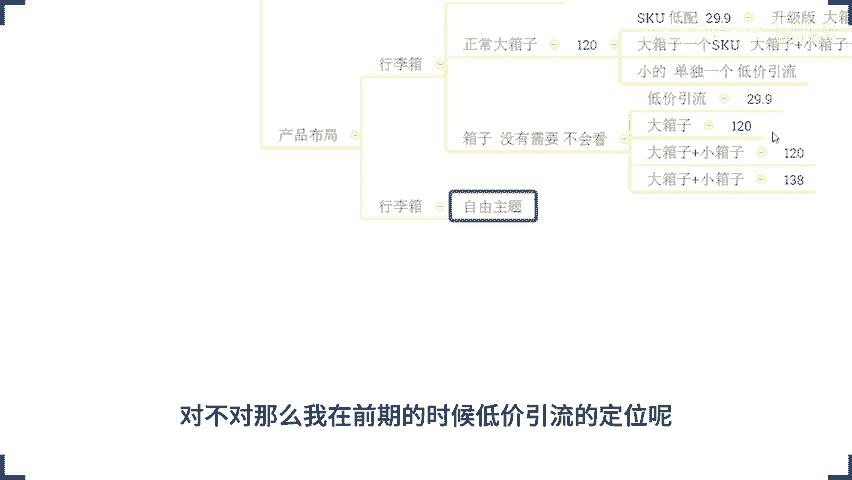 SKU 低配 29.9 升级版 大箱
正常大箱子 120 大箱子一个SKU 大箱子+小箱子
行李箱
小的 单独一个 低价引流
低价引流 29.9
产品布局
大箱子 120
箱子 没有需要 不会看
大箱子+小箱子 120
大箱子+小箱子 138
行李箱 自由主题
对不对那么我在前期的时候低价引流的定位呢